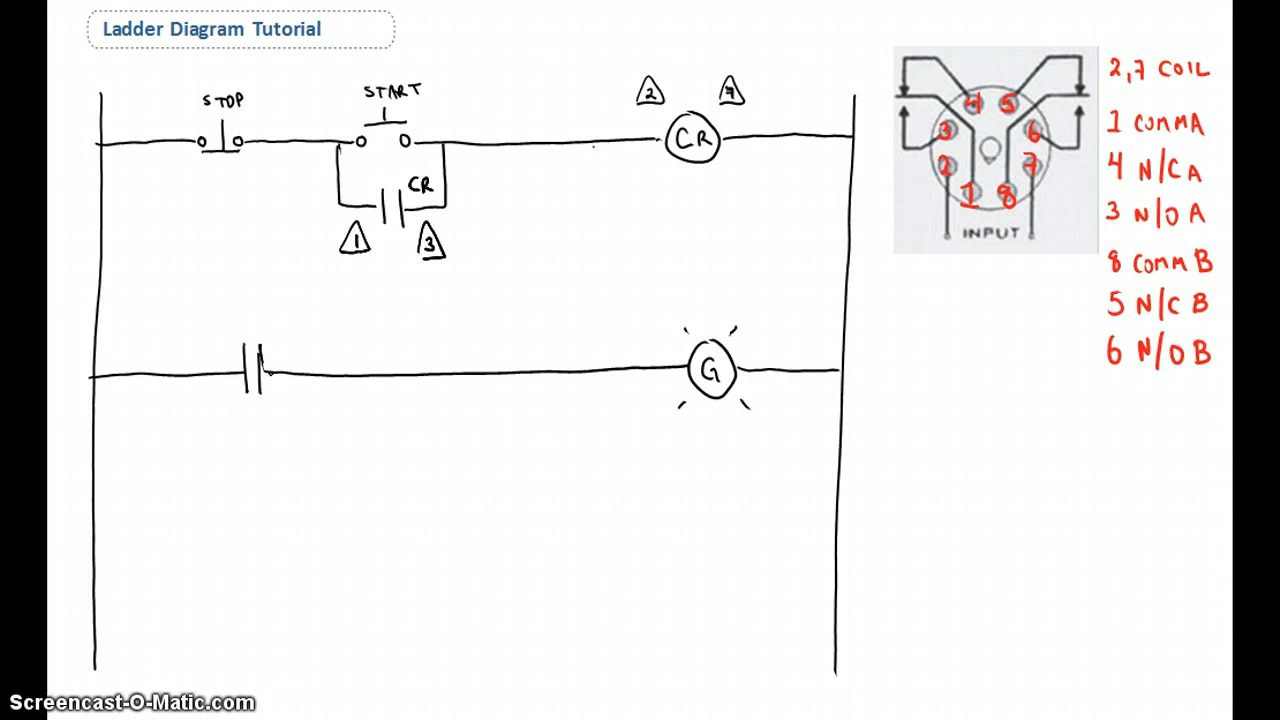 Ladder Diagram Tutorial
STOP
START
2 7
CR
CR
1 3
G
4 5
3 6
2 7
1 8
INPUT
2,7 COIL
1 COMM A
4 N/C A
3 N/O A
8 COMM B
5 N/C B
6 N/O B
Screencast-O-Matic.com